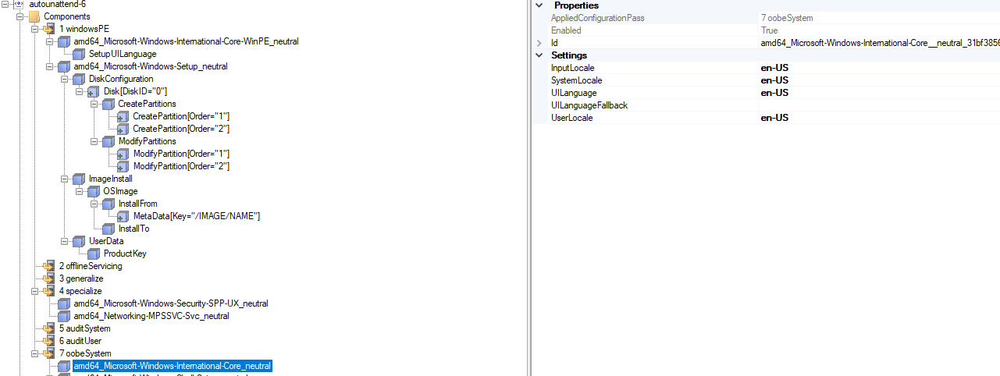 autounattend-6
Components
1 windowsPE
amd64_Microsoft-Windows-International-Core-WinPE_neutral
SetupUILanguage
amd64_Microsoft-Windows-Setup_neutral
DiskConfiguration
Disk[DiskID="0"]
CreatePartitions
CreatePartition[Order="1"]
CreatePartition[Order="2"]
ModifyPartitions
ModifyPartition[Order="1"]
ModifyPartition[Order="2"]
ImageInstall
OSImage
InstallFrom
MetaData[Key="/IMAGE/NAME"]
InstallTo
UserData
ProductKey
2 offlineServicing
3 generalize
4 specialize
amd64_Microsoft-Windows-Security-SPP-UX_neutral
amd64_Networking-MPSSVC-Svc_neutral
5 auditSystem
6 auditUser
7 oobeSystem
amd64_Microsoft-Windows-International-Core_neutral
Properties
AppliedConfigurationPass 7 oobeSystem
Enabled True
Id amd64_Microsoft-Windows-International-Core__neutral_31bf3856
Settings
InputLocale en-US
SystemLocale en-US
UILanguage en-US
UILanguageFallback
UserLocale en-US